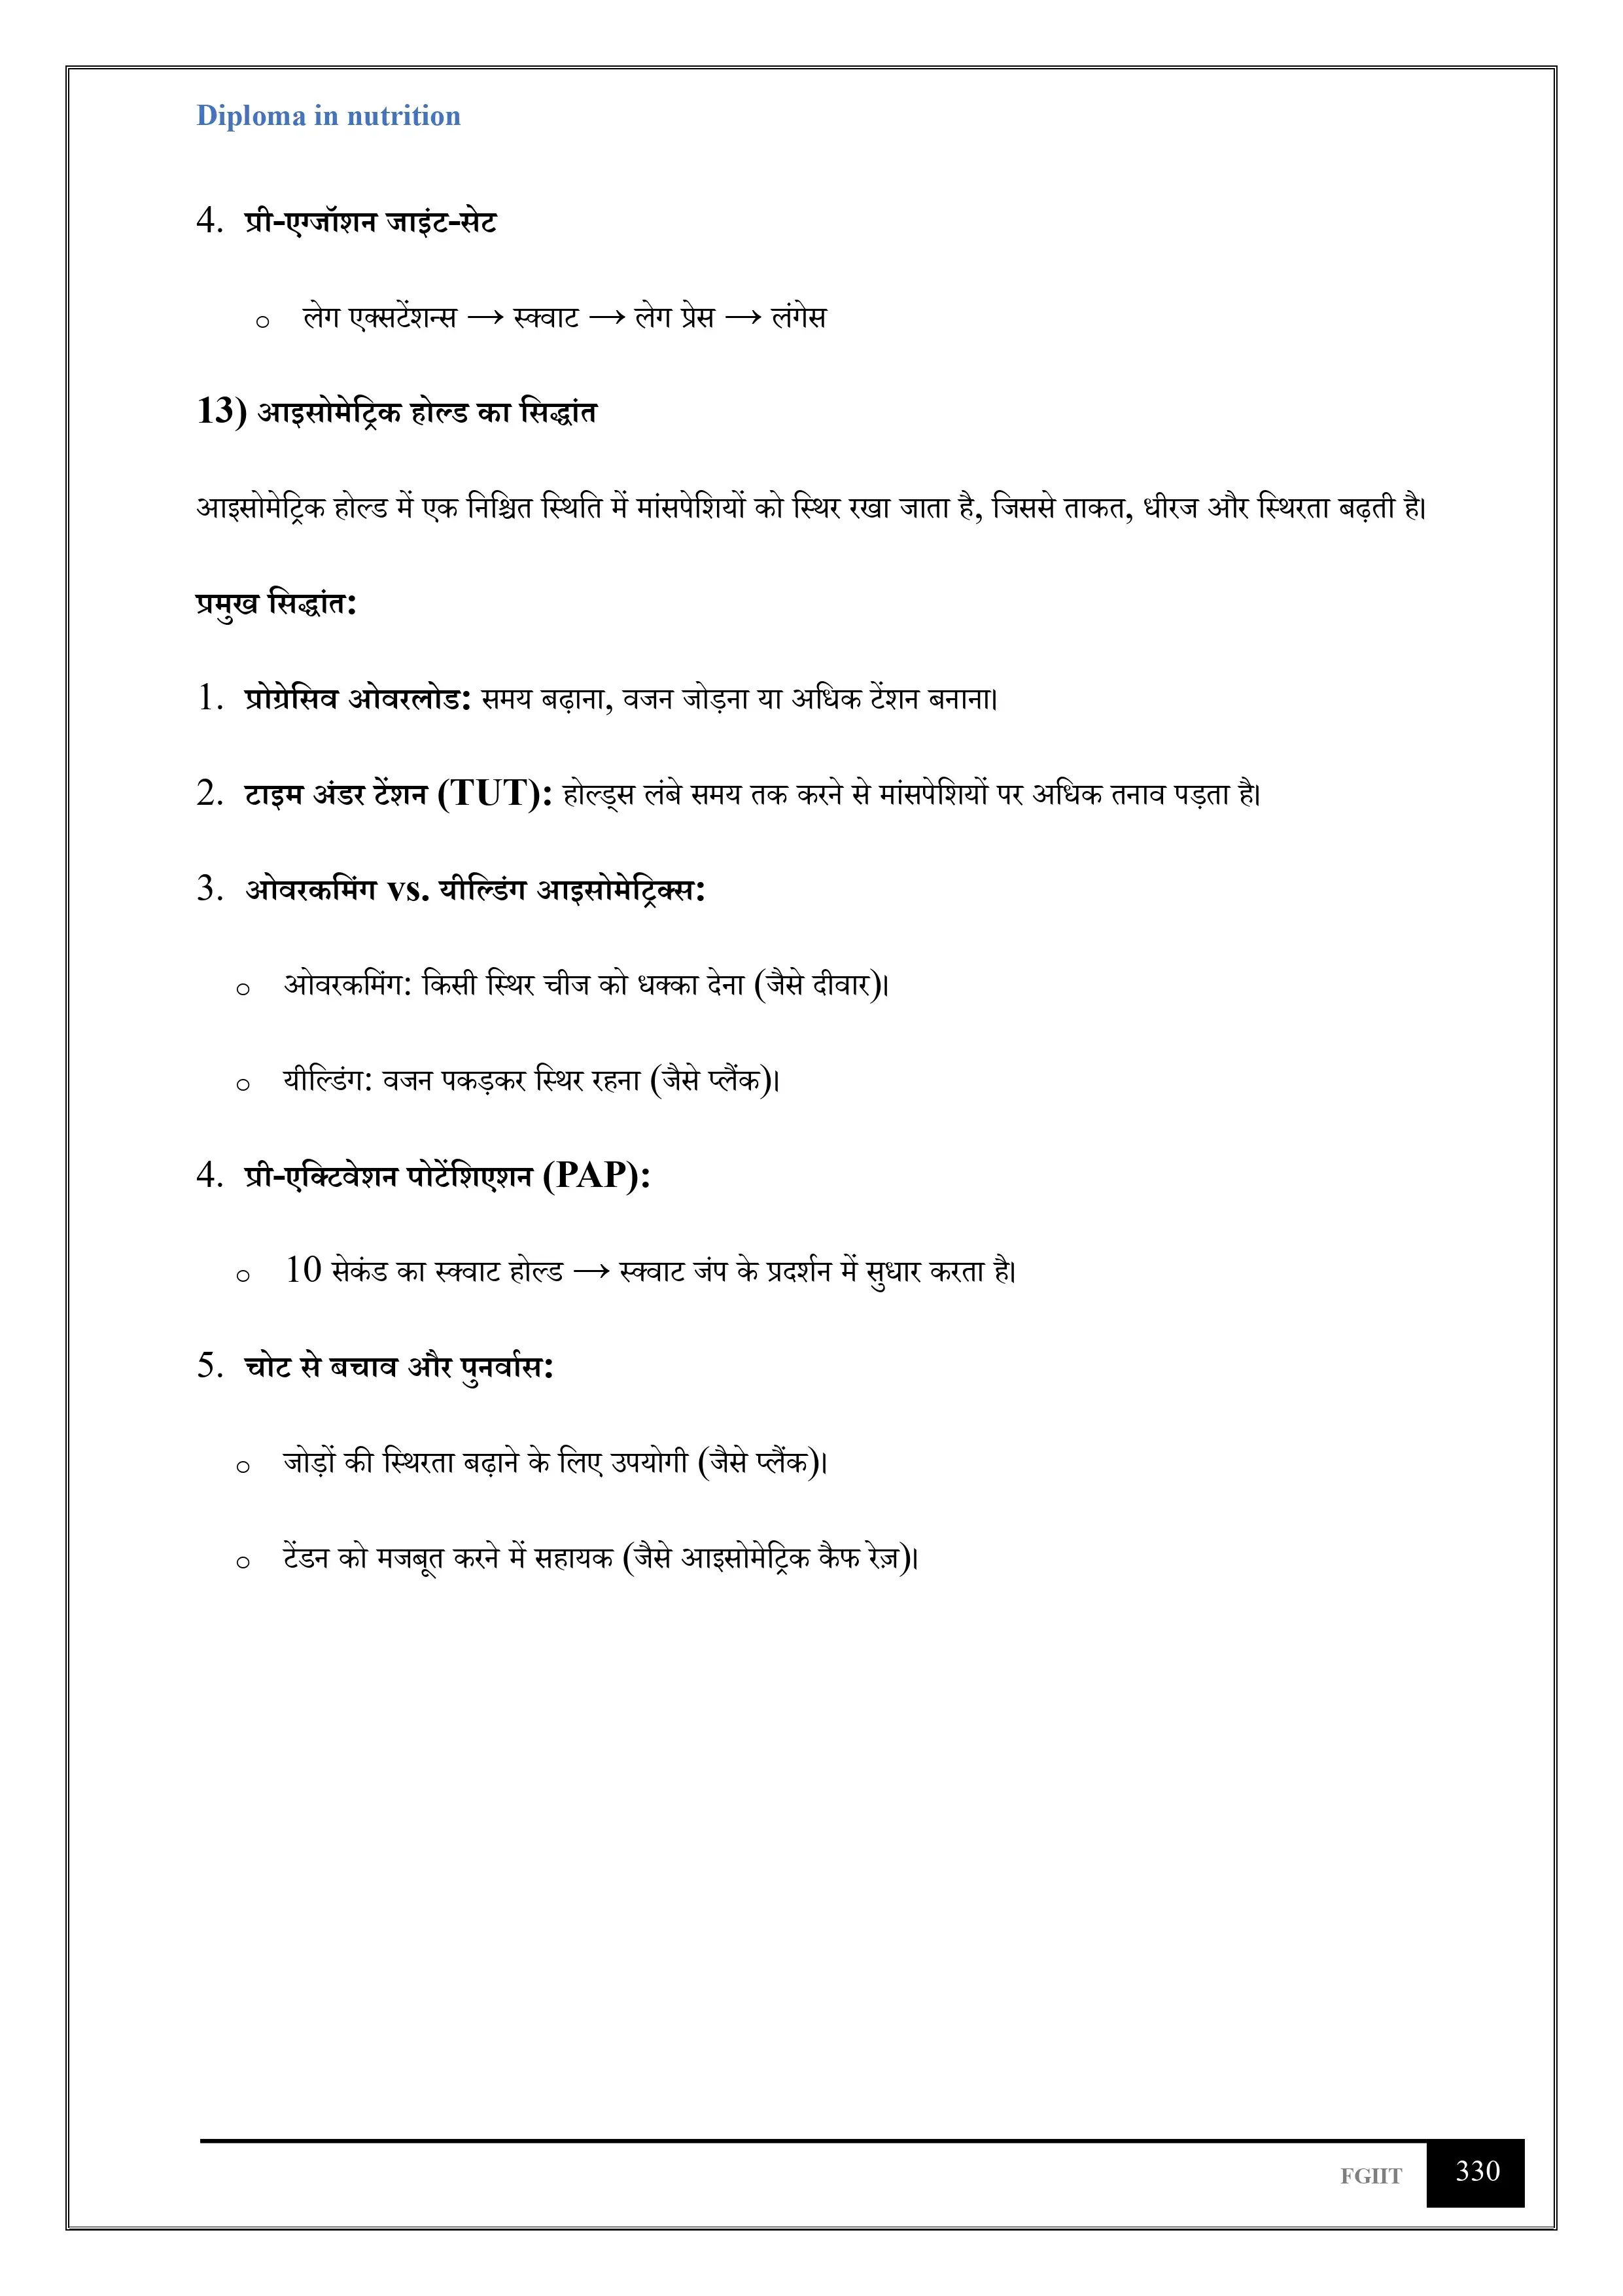 Diploma in nutrition
4. प्री-एग्जॉशन जाइंट-सेट
o लेग एक्सटेंशन्स → स्क्वाट → लेग प्रेस → लंगेस
13) आइसोमेट्रिक होल्ड का सिद्धांत
आइसोमेट्रिक होल्ड में एक निश्चित स्थिति में मांसपेशियों को स्थिर रखा जाता है, जिससे ताकत, धीरज और स्थिरता बढ़ती है।
प्रमुख सिद्धांत:
1. प्रोग्रेसिव ओवरलोड: समय बढ़ाना, वजन जोड़ना या अधिक टेंशन बनाना।
2. टाइम अंडर टेंशन (TUT): होल्ड्स लंबे समय तक करने से मांसपेशियों पर अधिक तनाव पड़ता है।
3. ओवरकमिंग vs. यील्डिंग आइसोमेट्रिक्स:
o ओवरकमिंग: किसी स्थिर चीज को धक्का देना (जैसे दीवार)।
o यील्डिंग: वजन पकड़कर स्थिर रहना (जैसे प्लैंक)।
4. प्री-एक्टिवेशन पोटेंशिएशन (PAP):
o 10 सेकंड का स्क्वाट होल्ड → स्क्वाट जंप के प्रदर्शन में सुधार करता है।
5. चोट से बचाव और पुनर्वास:
o जोड़ों की स्थिरता बढ़ाने के लिए उपयोगी (जैसे प्लैंक)।
o टेंडन को मजबूत करने में सहायक (जैसे आइसोमेट्रिक कैफ रेज़)।
FGIIT 330